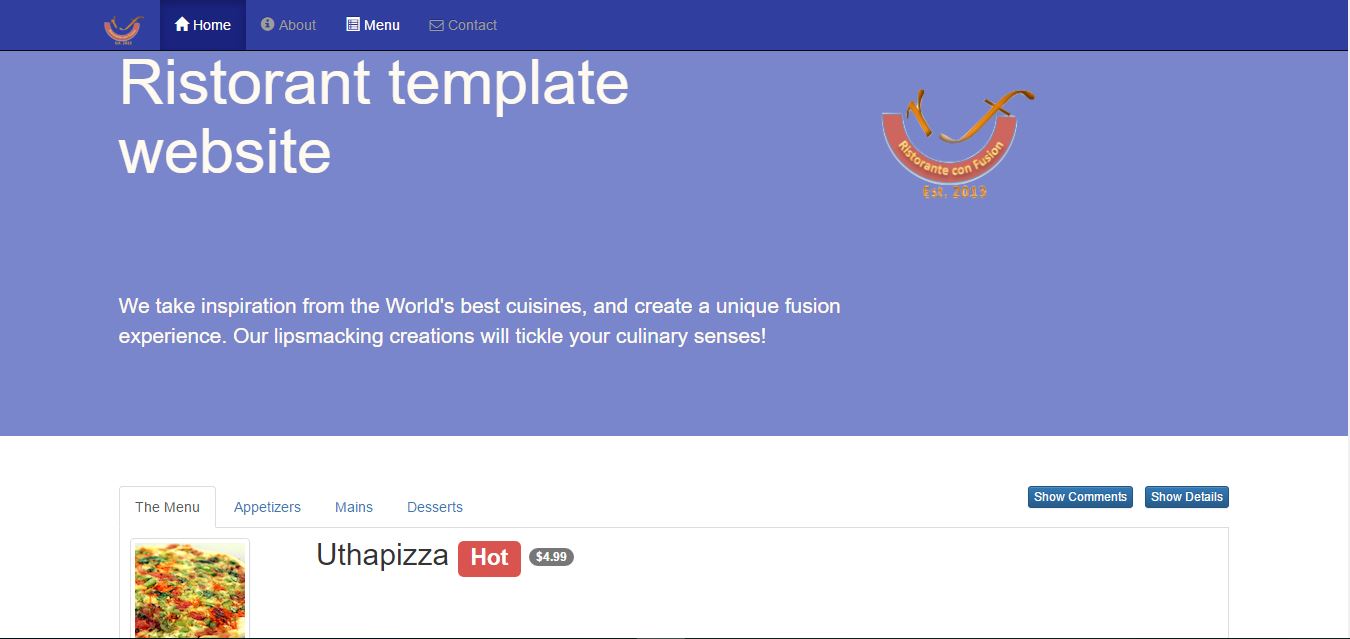 Home About Menu Contact
Ristorant template
website
Ristorante con Fusion
Est. 2013
We take inspiration from the World's best cuisines, and create a unique fusion
experience. Our lipsmacking creations will tickle your culinary senses!
The Menu Appetizers Mains Desserts Show Comments Show Details
Uthapizza Hot $4.99